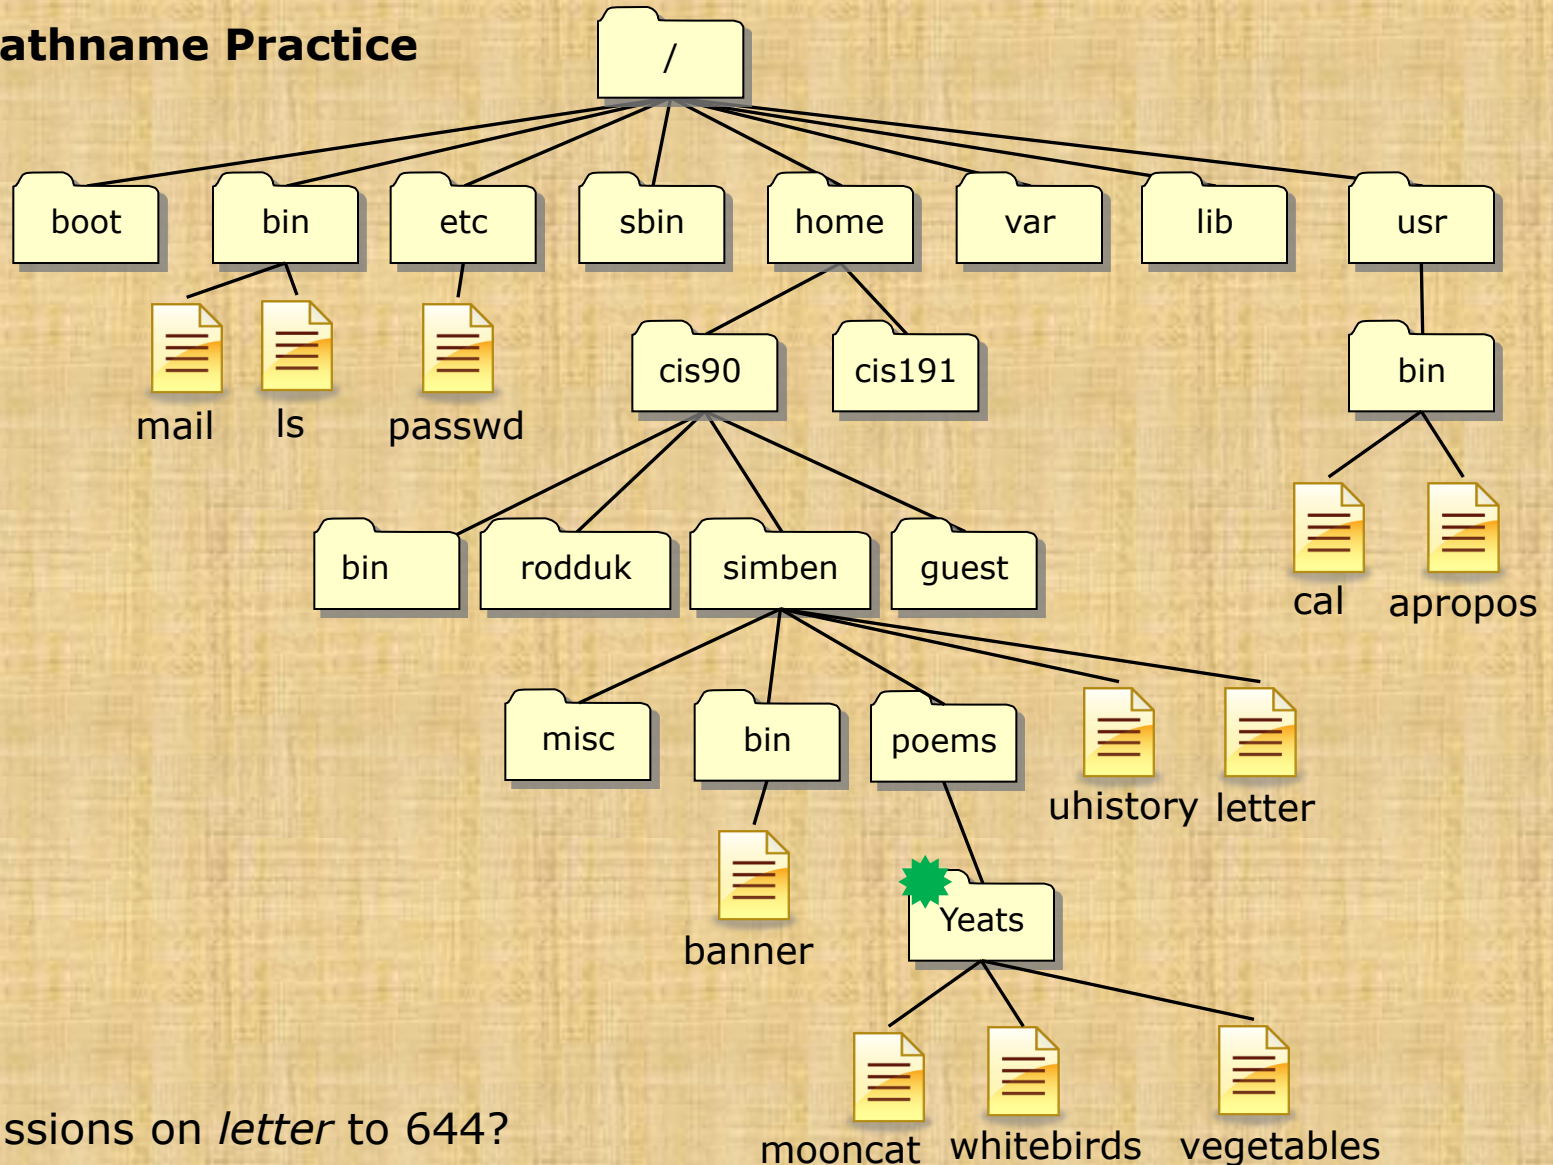 athname Practice
/
boot bin etc sbin home var lib usr
mail ls passwd
cis90 cis191 bin
bin rodduk simben guest
cal apropos
misc bin poems
uhistory letter
banner
Yeats
mooncat whitebirds vegetables
ssions on letter to 644?